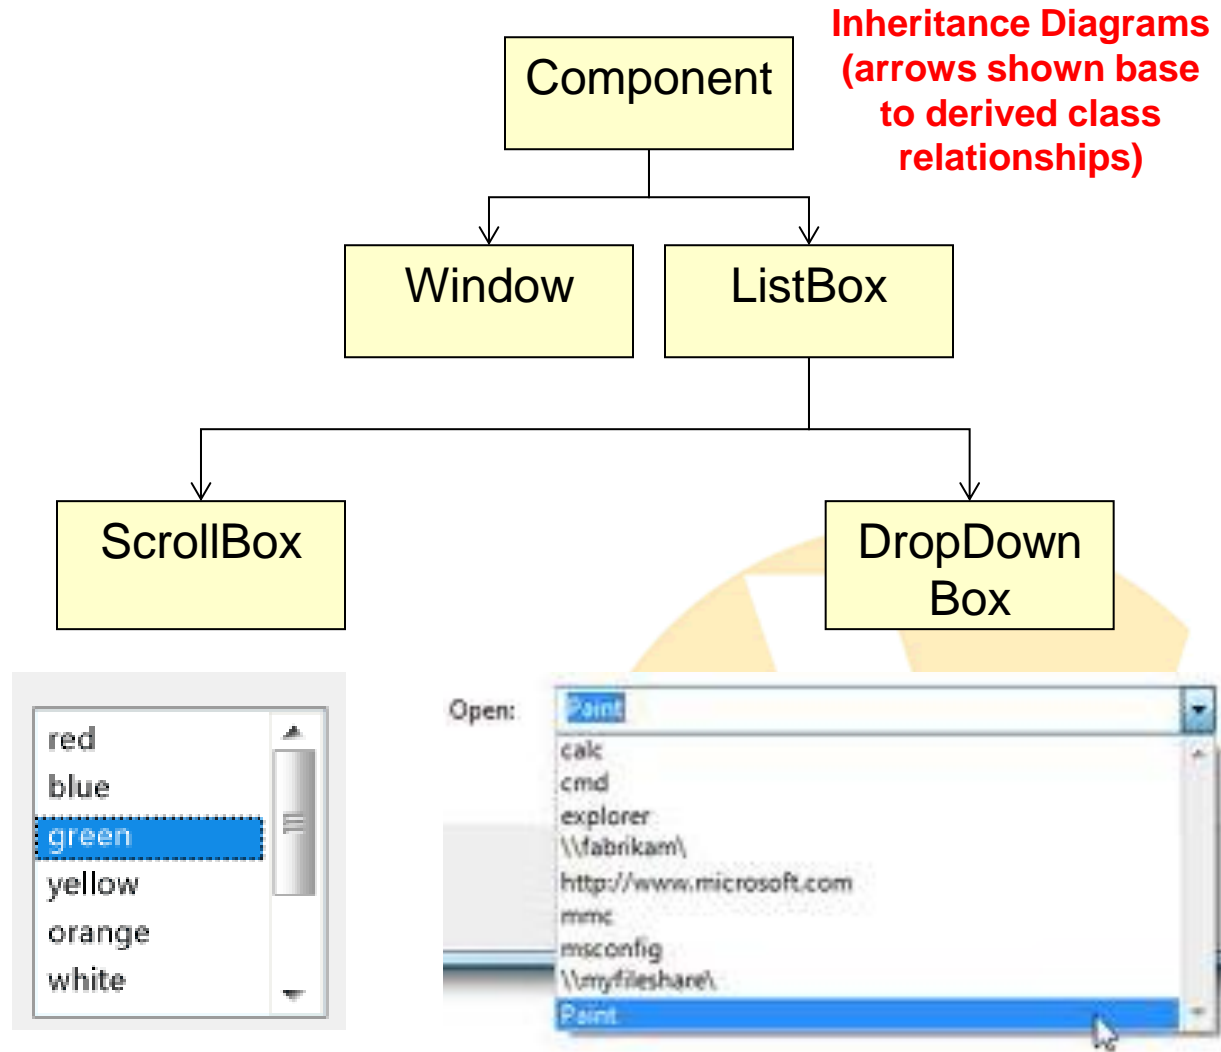 Inheritance Diagrams
(arrows shown base
to derived class
relationships)
Component
Window
ListBox
ScrollBox
DropDown
Box
red
blue
green
yellow
orange
white
Open:
Paint
calc
cmd
explorer
\\fabrikam\
http://www.microsoft.com
mmc
msconfig
\\myfileshare\
Paint